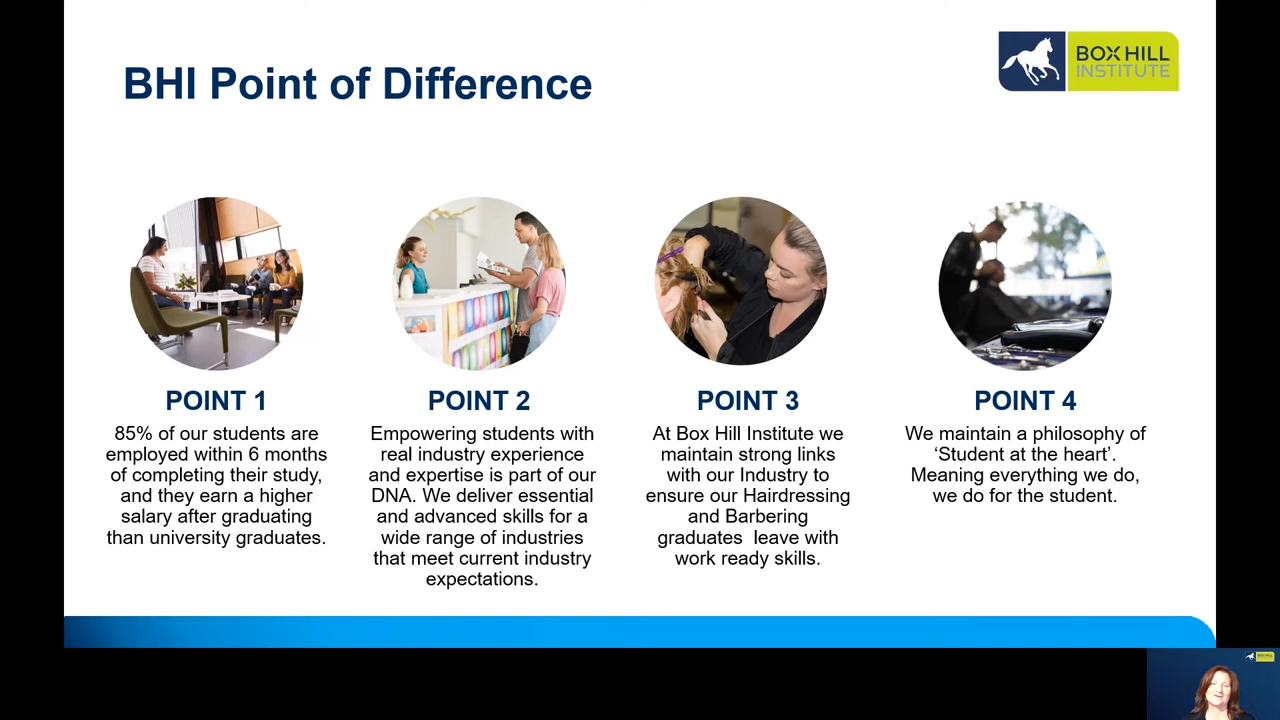 BHI Point of Difference
BOX HILL
INSTITUTE
POINT 1
85% of our students are
employed within 6 months
of completing their study,
and they earn a higher
salary after graduating
than university graduates.
POINT 2
Empowering students with
real industry experience
and expertise is part of our
DNA. We deliver essential
and advanced skills for a
wide range of industries
that meet current industry
expectations.
POINT 3
At Box Hill Institute we
maintain strong links
with our Industry to
ensure our Hairdressing
and Barbering
graduates  leave with
work ready skills.
POINT 4
We maintain a philosophy of
‘Student at the heart’.
Meaning everything we do,
we do for the student.
BOX HILL